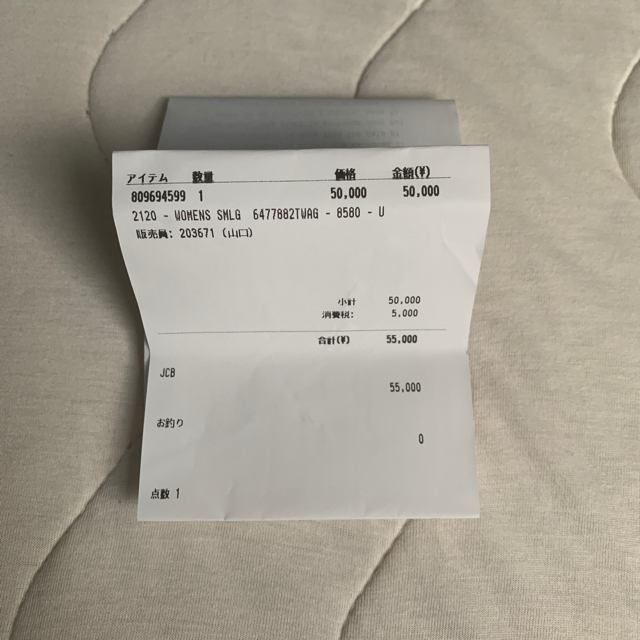 アイテム 数量 価格 金額(¥)
809694599 1 50,000 50,000
2120 - WOMENS SMLG 6477882TWAG - 8580 - U
販売員: 203671 (山口)
小計 50,000
消費税: 5.000
合計(¥) 55,000
JCB
55,000
お釣り
0
点数 1